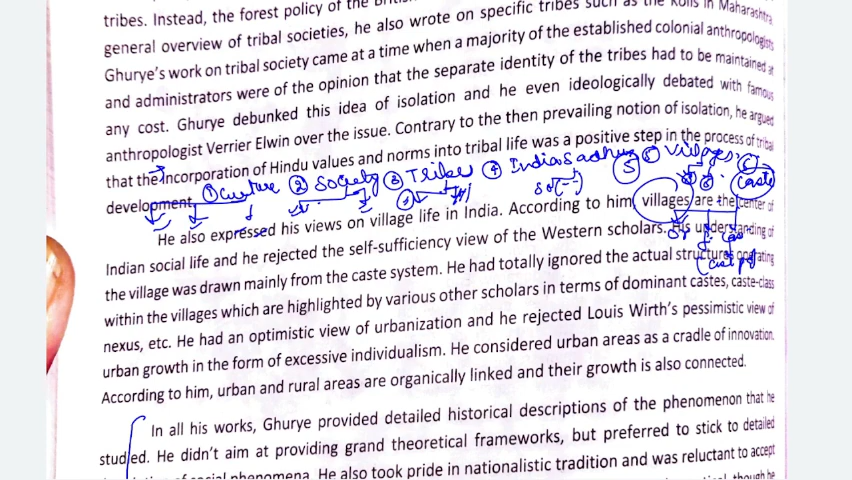 tribes. Instead, the forest policy of the
general overview of tribal societies, he also wrote on specific tribes such as the Kolis in Maharashtra
Ghurye's work on tribal society came at a time when a majority of the established colonial anthropologists
and administrators were of the opinion that the separate identity of the tribes had to be maintained at
any cost. Ghurye debunked this idea of isolation and he even ideologically debated with famous
anthropologist Verrier Elwin over the issue. Contrary to the then prevailing notion of isolation, he argued
that the incorporation of Hindu values and norms into tribal life was a positive step in the process of tribal
① Culture ② Society ③ Tribes ④ India Sadhus ⑤ Villages ⑥ Caste
development.
He also expressed his views on village life in India. According to him, villages are the center of
Indian social life and he rejected the self-sufficiency view of the Western scholars. His understanding of
the village was drawn mainly from the caste system. He had totally ignored the actual structures operating
within the villages which are highlighted by various other scholars in terms of dominant castes, caste-class
nexus, etc. He had an optimistic view of urbanization and he rejected Louis Wirth's pessimistic view of
urban growth in the form of excessive individualism. He considered urban areas as a cradle of innovation.
According to him, urban and rural areas are organically linked and their growth is also connected.
In all his works, Ghurye provided detailed historical descriptions of the phenomenon that he
studied. He didn't aim at providing grand theoretical frameworks, but preferred to stick to detailed
of social phenomena. He also took pride in nationalistic tradition and was reluctant to accept
though he